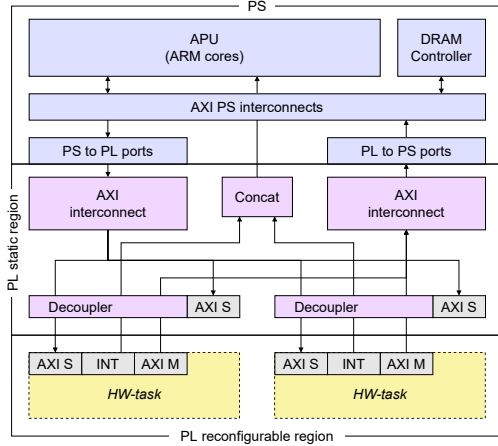 PS
APU
(ARM cores)
DRAM
Controller
AXI PS interconnects
PS to PL ports
PL to PS ports
PL static region
AXI
interconnect
Concat
AXI
interconnect
Decoupler
AXI S
Decoupler
AXI S
AXI S
INT
AXI M
AXI S
INT
AXI M
HW-task
HW-task
PL reconfigurable region